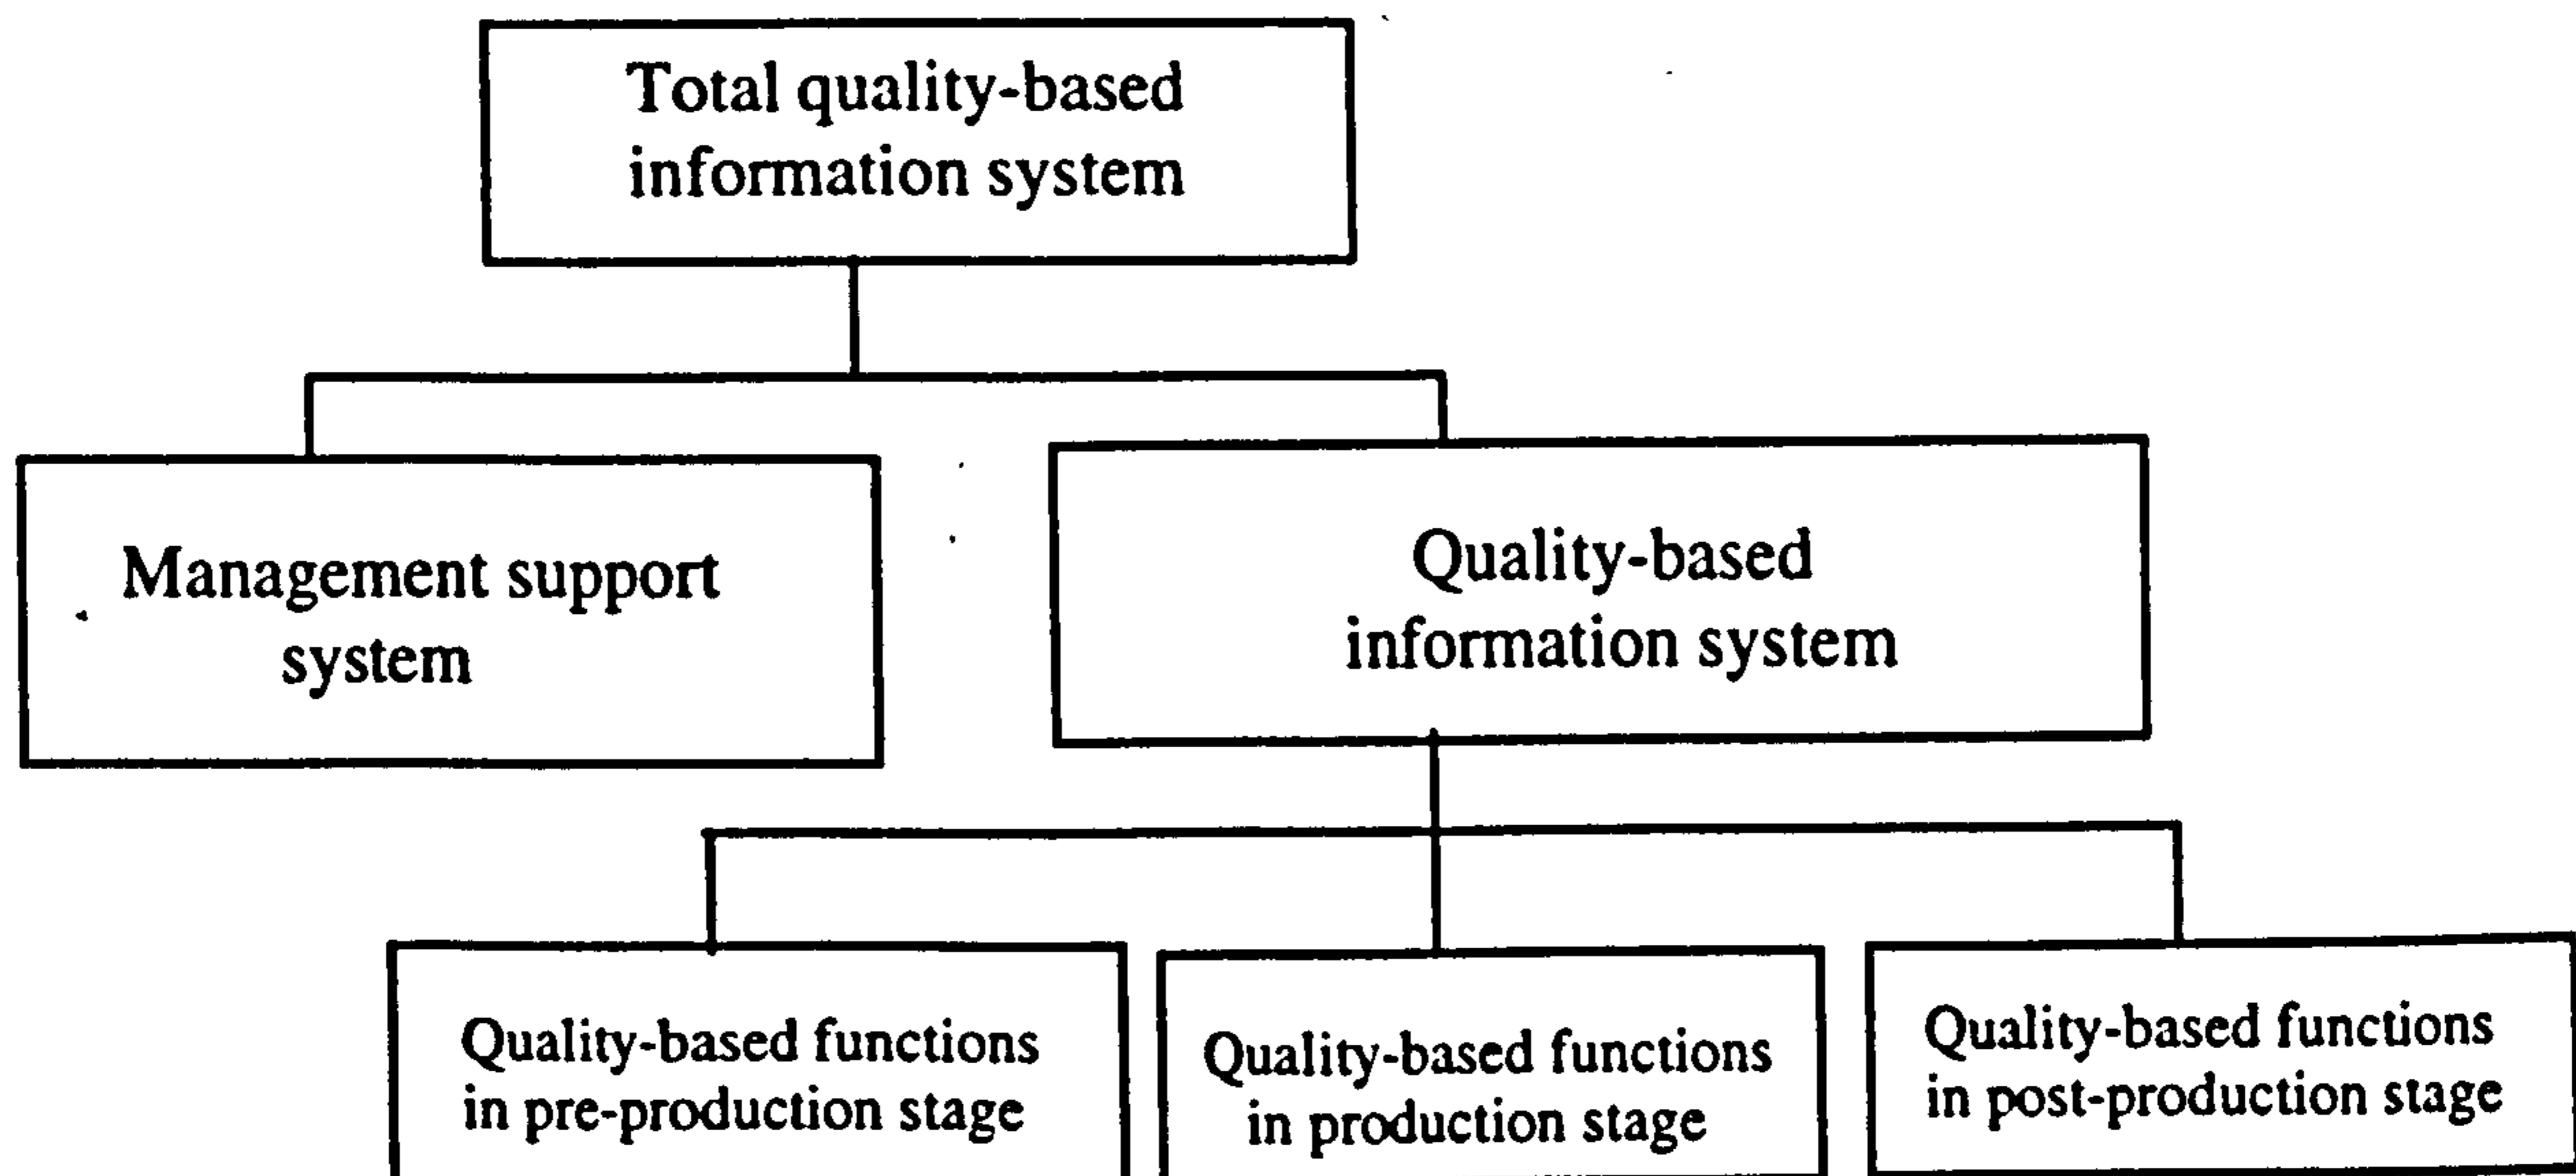 Total quality-based
information system
Management support
system
Quality-based
information system
Quality-based functions
in pre-production stage
Quality-based functions
in production stage
Quality-based functions
in post-production stage